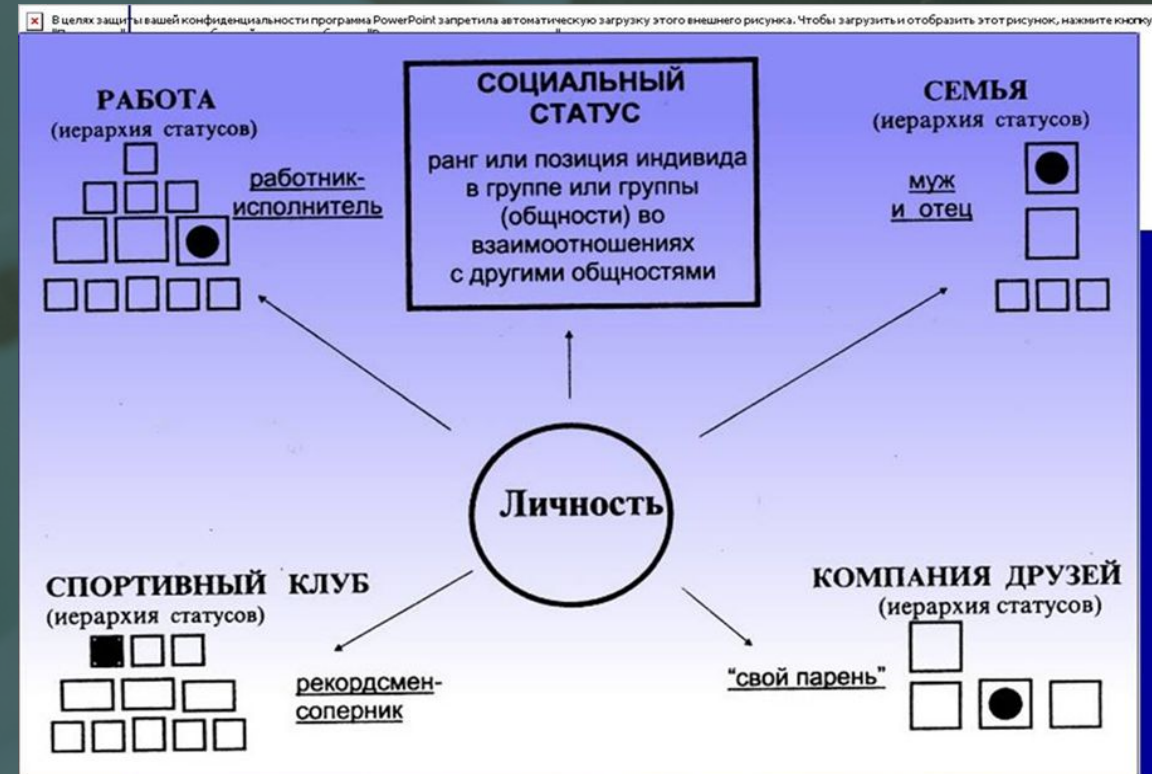 В целях защиты вашей конфиденциальности программа PowerPoint запретила автоматическую загрузку этого внешнего рисунка. Чтобы загрузить и отобразить этот рисунок, нажмите кнопку
РАБОТА
(иерархия статусов)
работник-
исполнитель
СОЦИАЛЬНЫЙ
СТАТУС
ранг или позиция индивида
в группе или группы
(общности) во
взаимоотношениях
с другими общностями
СЕМЬЯ
(иерархия статусов)
муж
и отец
Личность
СПОРТИВНЫЙ КЛУБ
(иерархия статусов)
рекордсмен-
соперник
КОМПАНИЯ ДРУЗЕЙ
(иерархия статусов)
"свой парень"